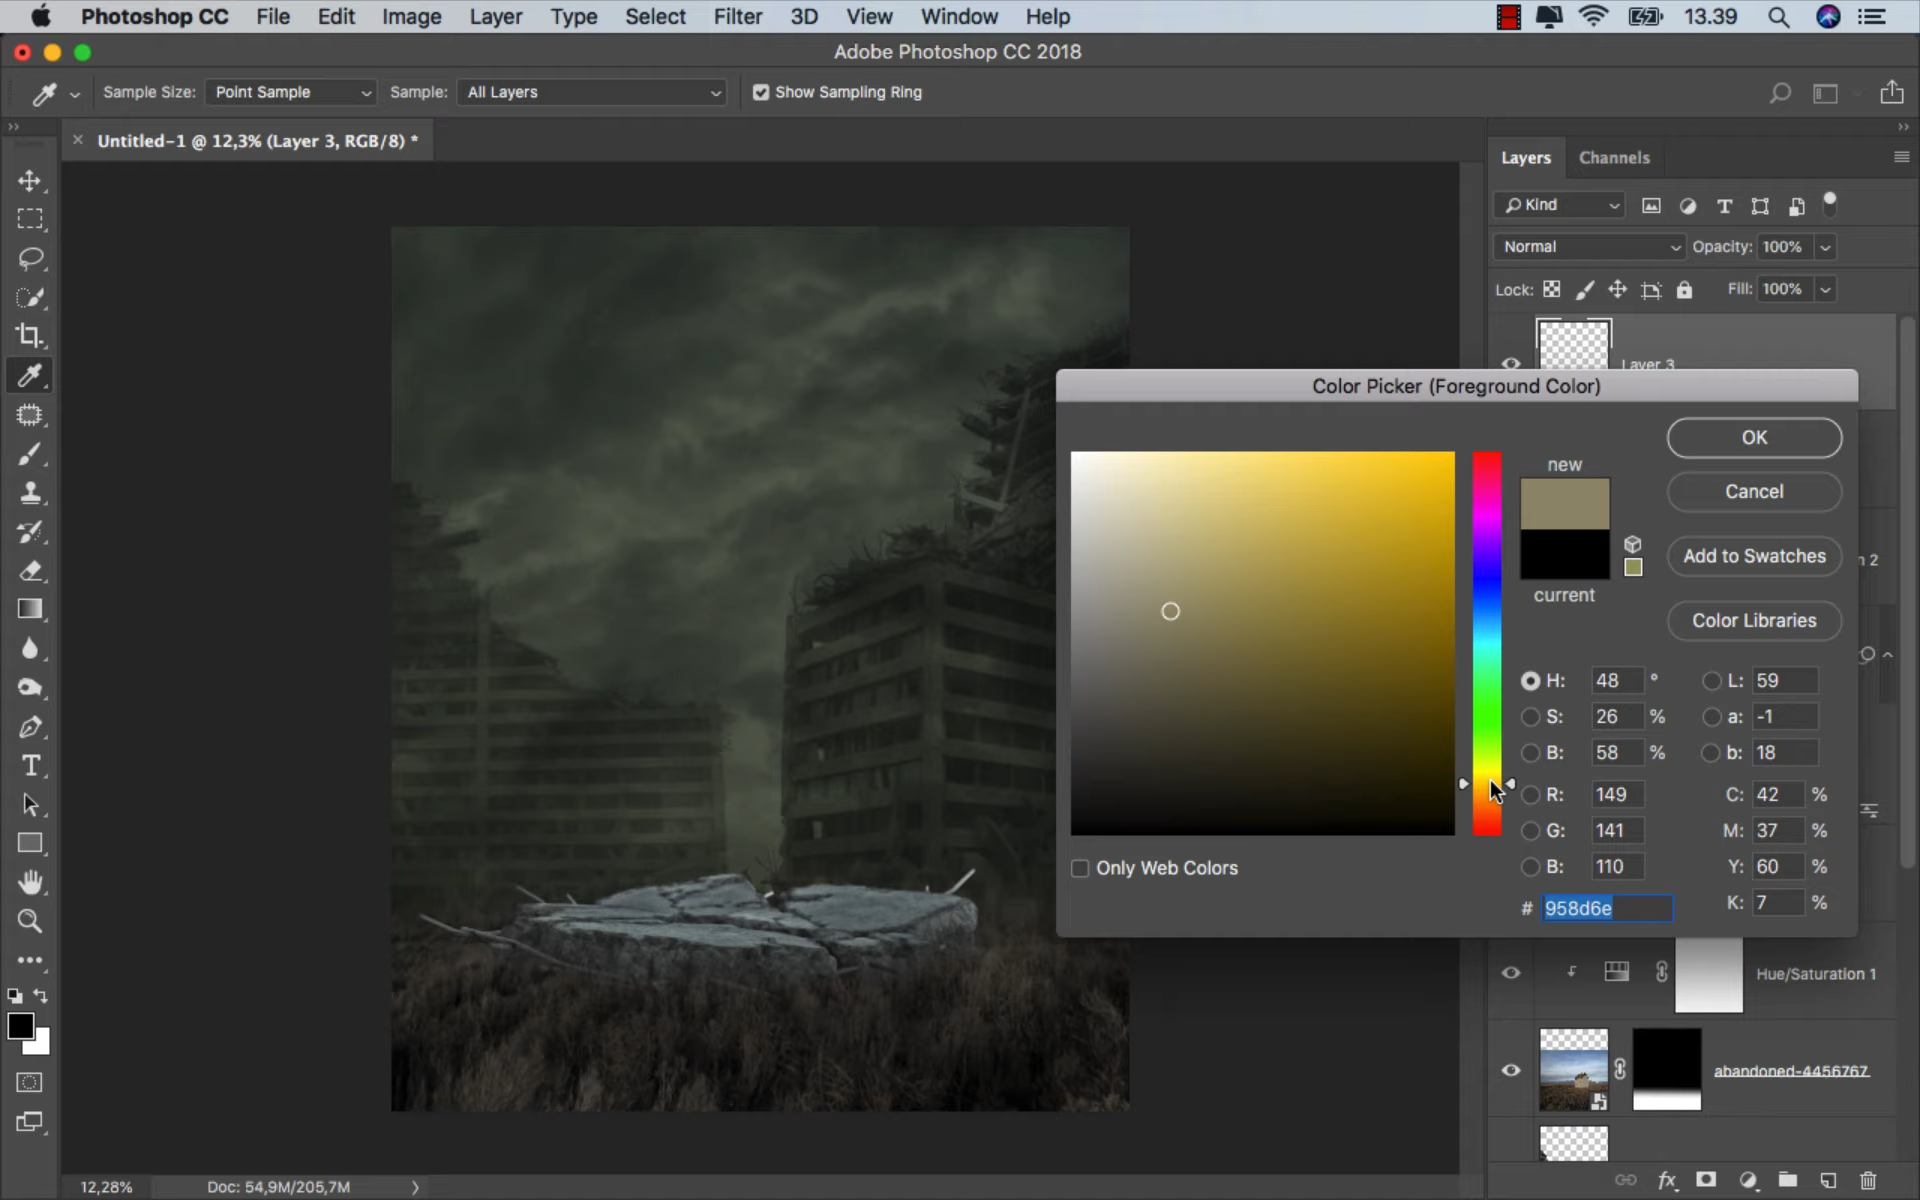 Photoshop CC File Edit Image Layer Type Select Filter 3D View Window Help 13.39
Adobe Photoshop CC 2018
Sample Size: Point Sample Sample: All Layers Show Sampling Ring
Untitled-1 @ 12,3% (Layer 3, RGB/8) *
Layers Channels
Kind
Normal Opacity: 100%
Lock: Fill: 100%
Layer 3
Color Picker (Foreground Color)
OK
new
Cancel
Add to Swatches
n 2
current
Color Libraries
H: 48 ° L: 59
S: 26 % a: -1
B: 58 % b: 18
R: 149 C: 42 %
G: 141 M: 37 %
B: 110 Y: 60 %
Only Web Colors
# 958d6e K: 7 %
Hue/Saturation 1
abandoned-4456767
12,28% Doc: 54,9M/205,7M